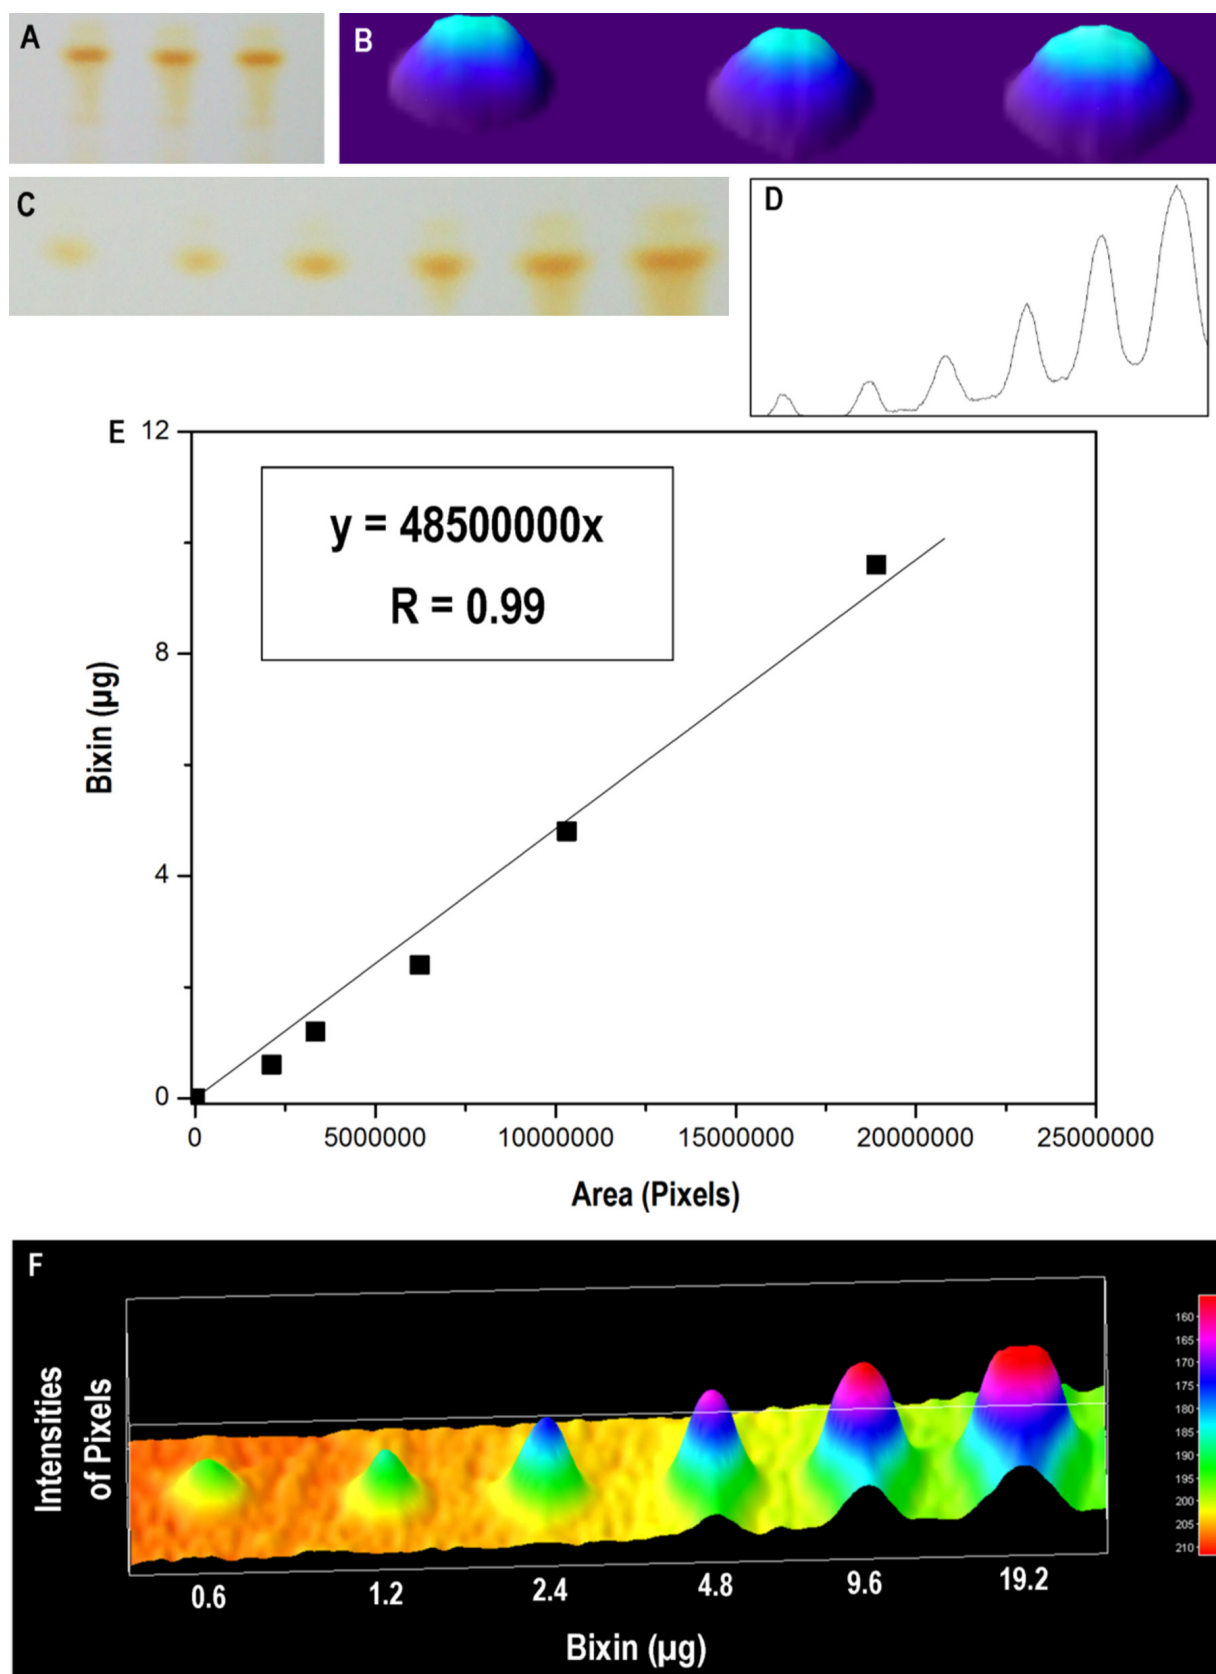 A
B
C
D
E
12
8
4
0
y = 48500000x
R = 0.99
Bixin (µg)
0 5000000 10000000 15000000 20000000 25000000
Area (Pixels)
F
Intensities
of Pixels
160
165
170
175
180
185
190
195
200
205
210
0.6 1.2 2.4 4.8 9.6 19.2
Bixin (µg)